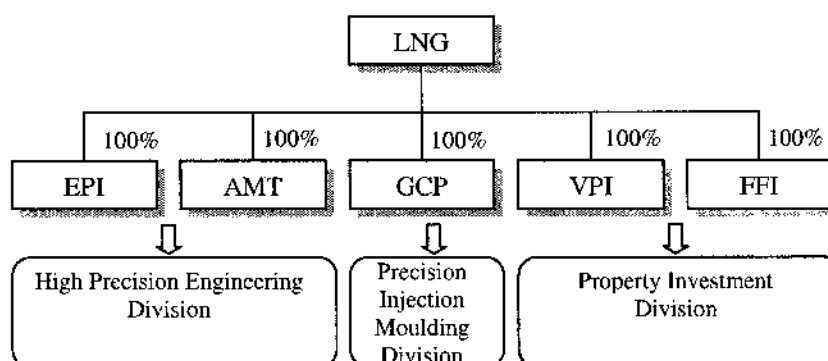 LNG
100% 100% 100% 100% 100%
EPI AMT GCP VPI FFI
High Precision Engineering
Division
Precision
Injection
Moulding
Division
Property Investment
Division